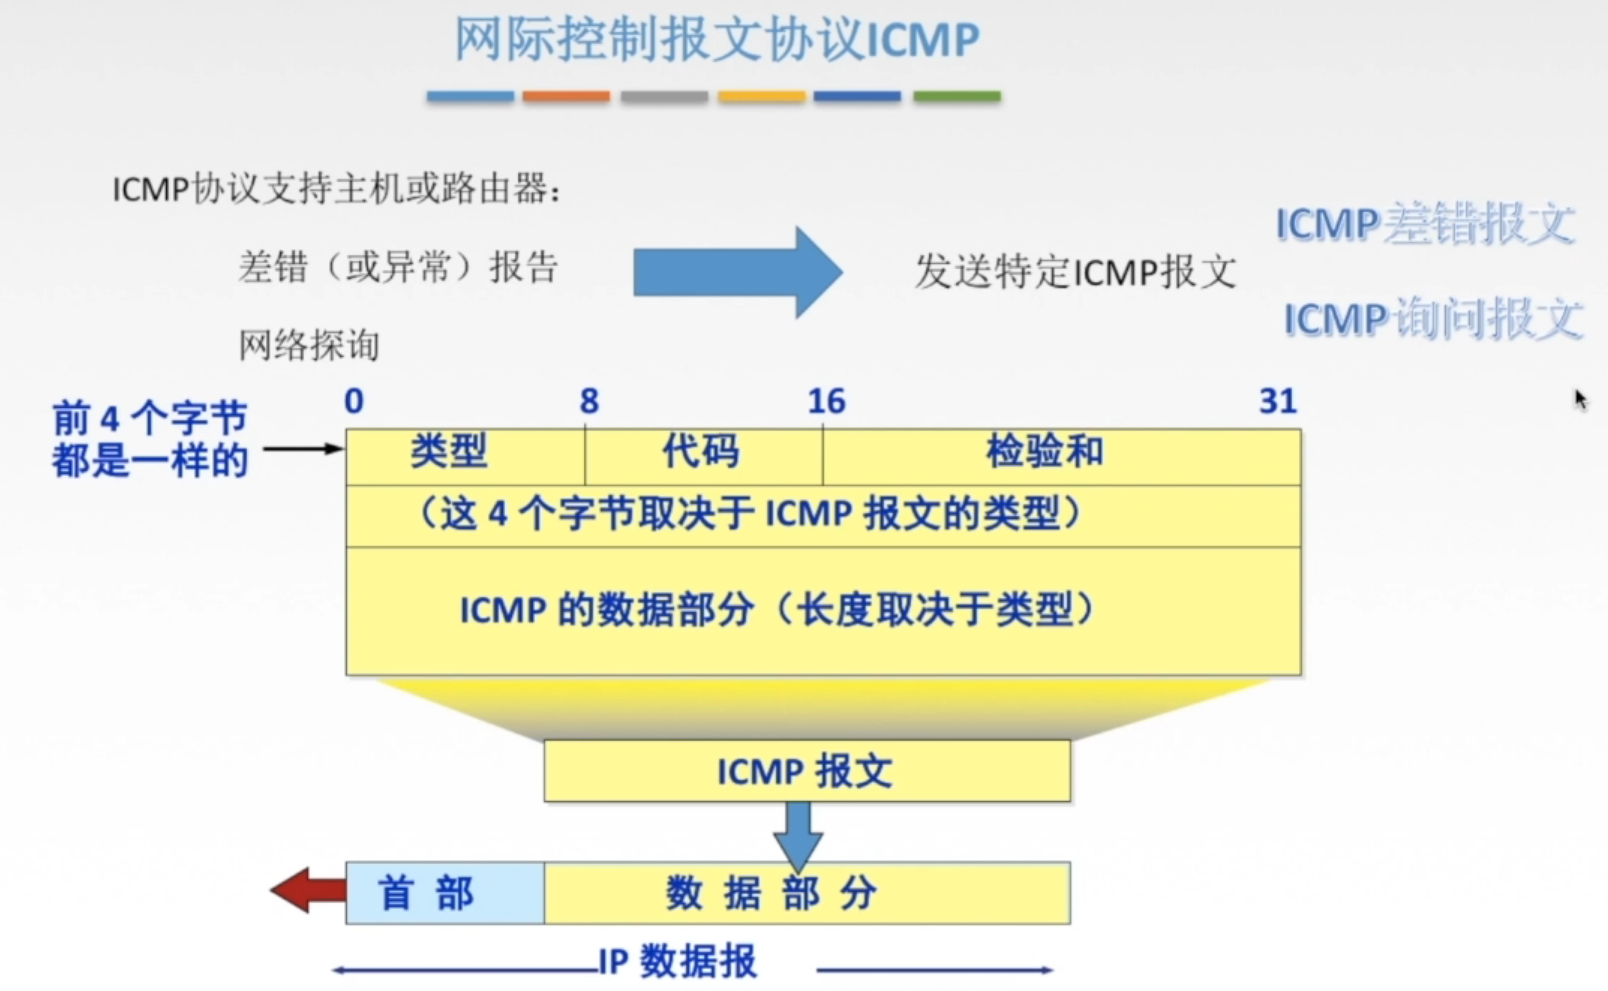 网际控制报文协议ICMP
ICMP协议支持主机或路由器：
差错（或异常）报告
网络探询
发送特定ICMP报文
ICMP差错报文
ICMP询问报文
前 4 个字节
都是一样的
0 8 16 31
类型 代码 检验和
（这 4 个字节取决于 ICMP 报文的类型）
ICMP 的数据部分（长度取决于类型）
ICMP 报文
首 部 数 据 部 分
IP 数据报